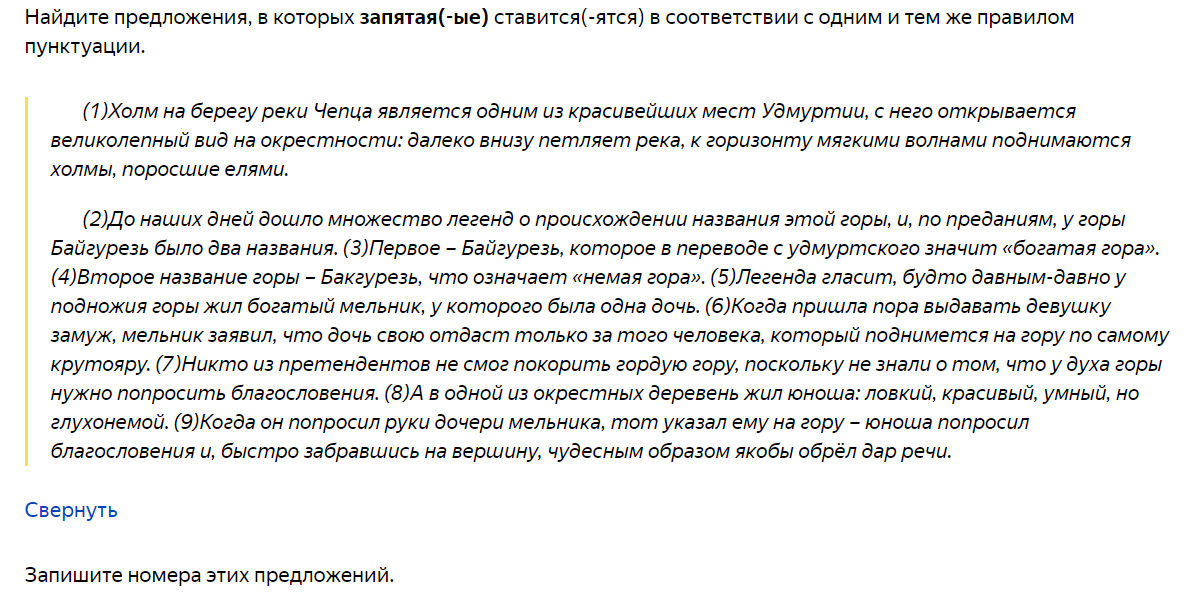 Найдите предложения, в которых запятая(-ые) ставится(-ятся) в соответствии с одним и тем же правилом
пунктуации.
(1)Холм на берегу реки Чепца является одним из красивейших мест Удмуртии, с него открывается
великолепный вид на окрестности: далеко внизу петляет река, к горизонту мягкими волнами поднимаются
холмы, поросшие елями.
(2)До наших дней дошло множество легенд о происхождении названия этой горы, и, по преданиям, у горы
Байгурезь было два названия. (3)Первое – Байгурезь, которое в переводе с удмуртского значит «богатая гора».
(4)Второе название горы – Бакгурезь, что означает «немая гора». (5)Легенда гласит, будто давным-давно у
подножия горы жил богатый мельник, у которого была одна дочь. (6)Когда пришла пора выдавать девушку
замуж, мельник заявил, что дочь свою отдаст только за того человека, который поднимется на гору по самому
крутояру. (7)Никто из претендентов не смог покорить гордую гору, поскольку не знали о том, что у духа горы
нужно попросить благословения. (8)А в одной из окрестных деревень жил юноша: ловкий, красивый, умный, но
глухонемой. (9)Когда он попросил руки дочери мельника, тот указал ему на гору – юноша попросил
благословения и, быстро забравшись на вершину, чудесным образом якобы обрёл дар речи.
Свернуть
Запишите номера этих предложений.